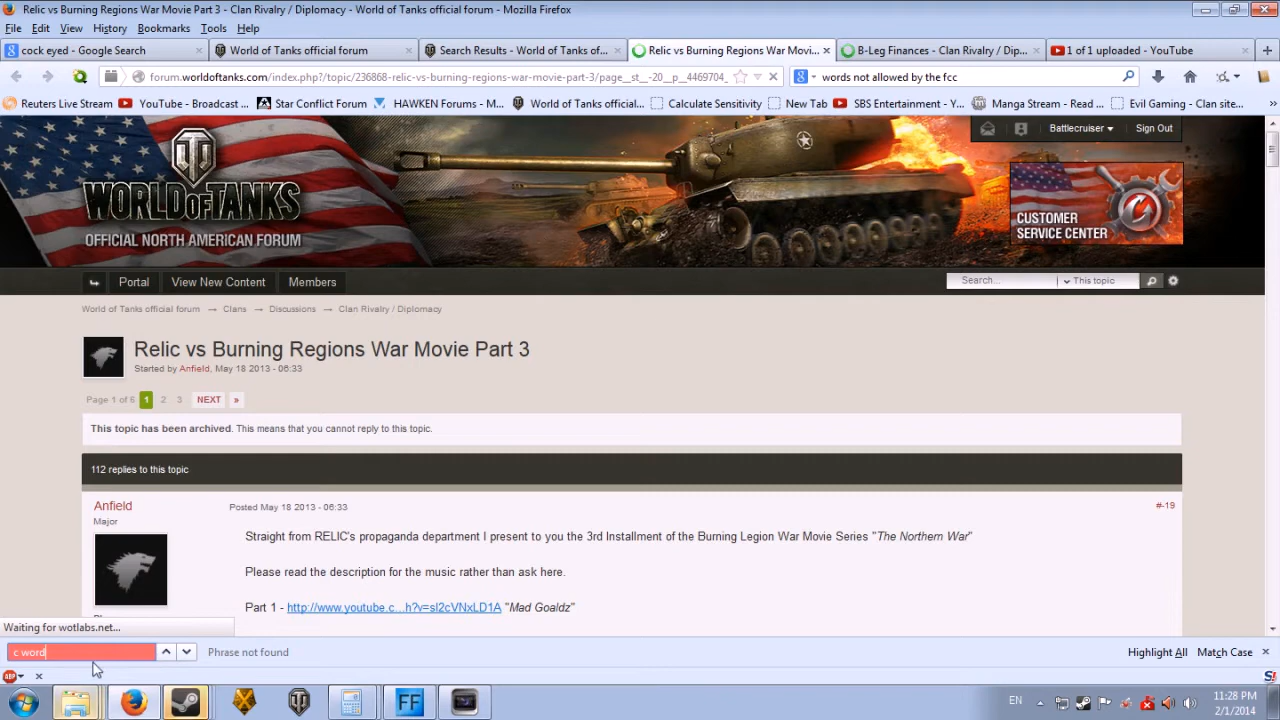 Relic vs Burning Regions War Movie Part 3 - Clan Rivalry / Diplomacy - World of Tanks official forum - Mozilla Firefox
File Edit View History Bookmarks Tools Help
cock eyed - Google Search × World of Tanks official forum × Search Results - World of Tanks of... × Relic vs Burning Regions War Movi... × B-Leg Finances - Clan Rivalry / Dip... × 1 of 1 uploaded - YouTube ×
forum.worldoftanks.com/index.php?/topic/236868-relic-vs-burning-regions-war-movie-part-3/page__st__-20__p__4469704_ words not allowed by the fcc
Reuters Live Stream YouTube - Broadcast ... Star Conflict Forum HAWKEN Forums - M... World of Tanks official... Calculate Sensitivity New Tab SBS Entertainment - Y... Manga Stream - Read ... Evil Gaming - Clan site...
Battlecruiser Sign Out
WORLD OF TANKS
OFFICIAL NORTH AMERICAN FORUM
CUSTOMER
SERVICE CENTER
Portal View New Content Members Search... This topic
World of Tanks official forum → Clans → Discussions → Clan Rivalry / Diplomacy
Relic vs Burning Regions War Movie Part 3
Started by Anfield, May 18 2013 - 06:33
Page 1 of 6 1 2 3 NEXT »
This topic has been archived. This means that you cannot reply to this topic.
112 replies to this topic
Anfield Posted May 18 2013 - 06:33 #-19
Major
Straight from RELIC's propaganda department I present to you the 3rd Installment of the Burning Legion War Movie Series "The Northern War"
Please read the description for the music rather than ask here.
Part 1 - http://www.youtube.c...h?v=sI2cVNxLD1A "Mad Goaldz"
Waiting for wotlabs.net...
c word Phrase not found Highlight All Match Case ×
ABP × S!
FF EN 11:28 PM
2/1/2014